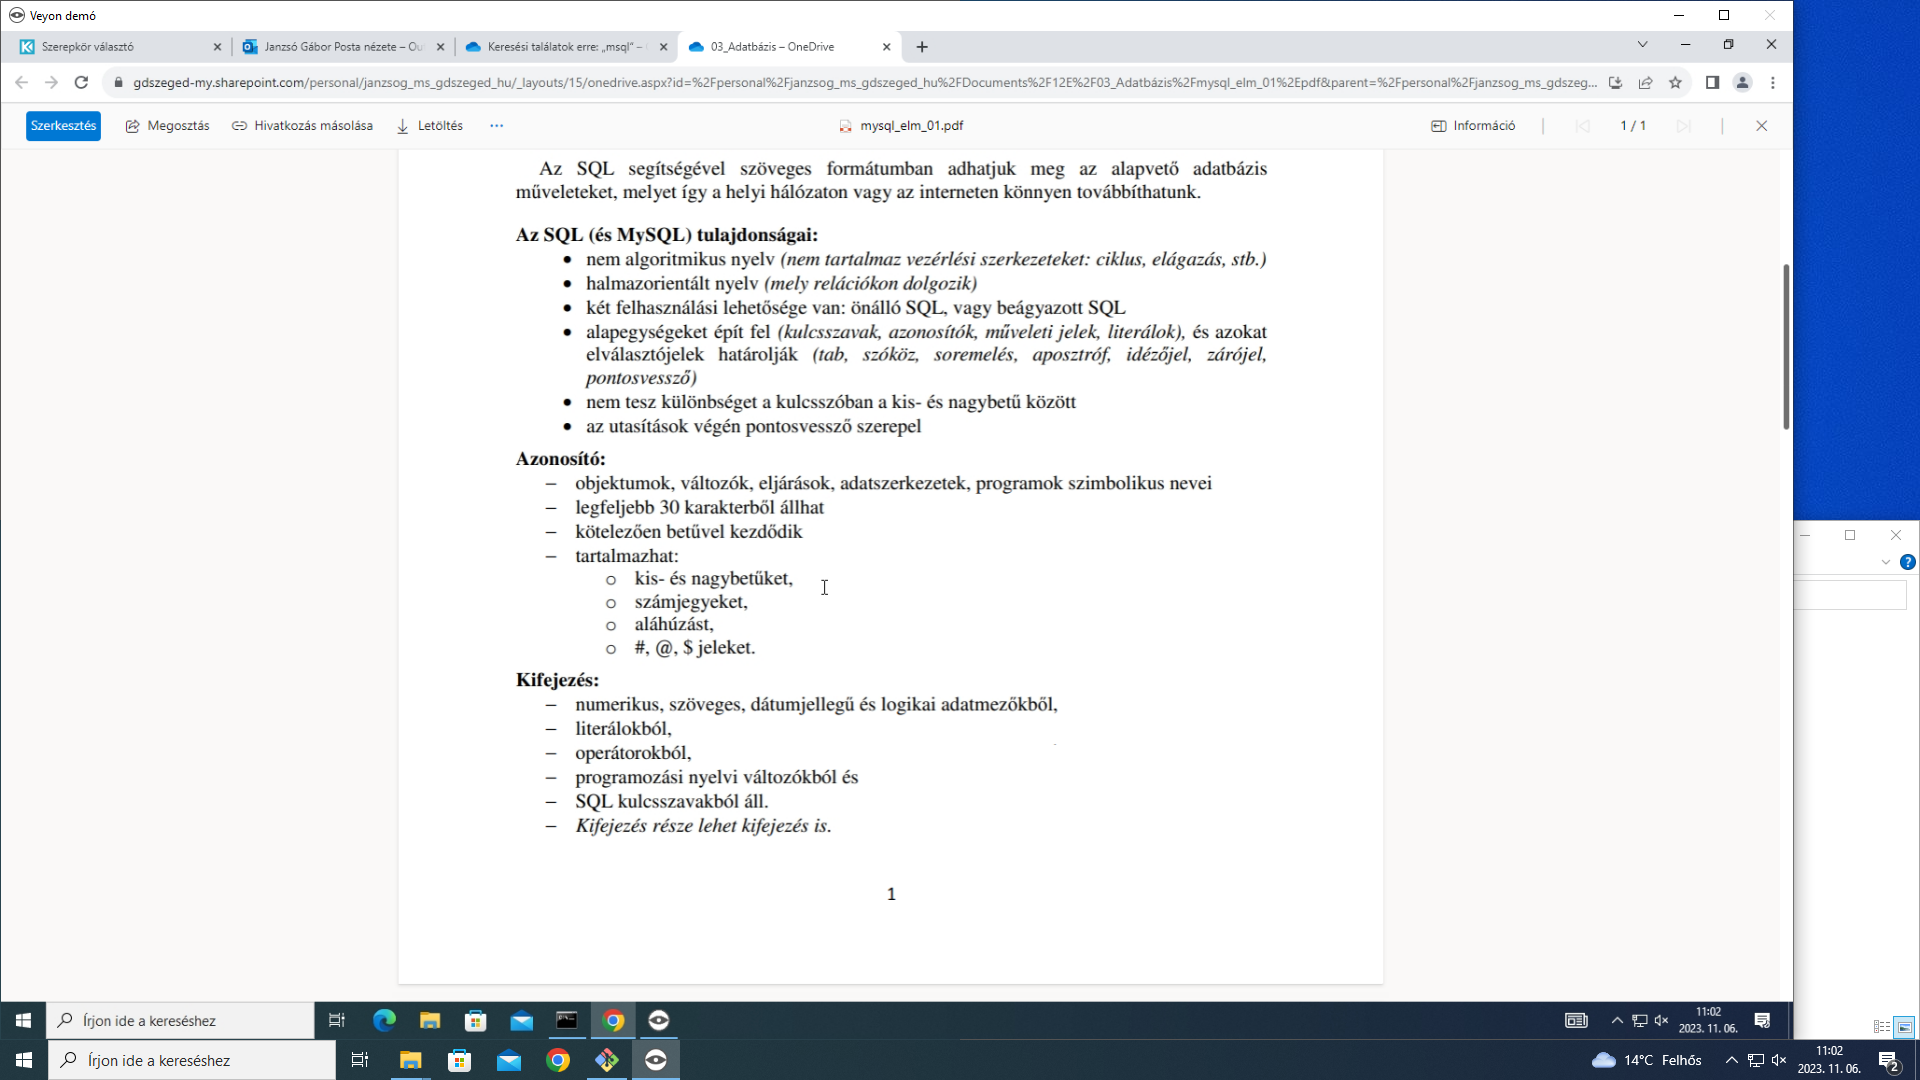 Veyon demó
Szerepkör választó
Janzsó Gábor Posta nézete – Ou
Keresési találatok erre: „msql” –
03_Adatbázis – OneDrive
gdszeged-my.sharepoint.com/personal/janzsog_ms_gdszeged_hu/_layouts/15/onedrive.aspx?id=%2Fpersonal%2Fjanzsog_ms_gdszeged_hu%2FDocuments%2F12E%2F03_Adatbázis%2Fmysql_elm_01%2Epdf&parent=%2Fpersonal%2Fjanzsog_ms_gdszeg...
Szerkesztés
Megosztás
Hivatkozás másolása
Letöltés
...
mysql_elm_01.pdf
Információ
1 / 1
Az SQL segítségével szöveges formátumban adhatjuk meg az alapvető adatbázis
műveleteket, melyet így a helyi hálózaton vagy az interneten könnyen továbbíthatunk.
Az SQL (és MySQL) tulajdonságai:
• nem algoritmikus nyelv (nem tartalmaz vezérlési szerkezeteket: ciklus, elágazás, stb.)
• halmazorientált nyelv (mely relációkon dolgozik)
• két felhasználási lehetősége van: önálló SQL, vagy beágyazott SQL
• alapegységeket épít fel (kulcsszavak, azonosítók, műveleti jelek, literálok), és azokat
elválasztójelek határolják (tab, szóköz, soremelés, aposztróf, idézőjel, zárójel,
pontosvessző)
• nem tesz különbséget a kulcsszóban a kis- és nagybetű között
• az utasítások végén pontosvessző szerepel
Azonosító:
– objektumok, változók, eljárások, adatszerkezetek, programok szimbolikus nevei
– legfeljebb 30 karakterből állhat
– kötelezően betűvel kezdődik
– tartalmazhat:
o kis- és nagybetűket,
o számjegyeket,
o aláhúzást,
o #, @, $ jeleket.
Kifejezés:
– numerikus, szöveges, dátumjellegű és logikai adatmezőkből,
– literálokból,
– operátorokból,
– programozási nyelvi változókból és
– SQL kulcsszavakból áll.
– Kifejezés része lehet kifejezés is.
1
Írjon ide a kereséshez
11:02
2023. 11. 06.
Írjon ide a kereséshez
14°C Felhős
11:02
2023. 11. 06.
2